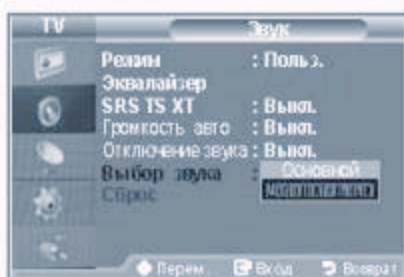 TV Звук
Режим : Польз.
Эквалайзер
SRS TS XT : Выкл.
Громкость авто : Выкл.
Отключение звука : Выкл.
Выбор звука : Основной
Сброс
Перем. Вход Возврат